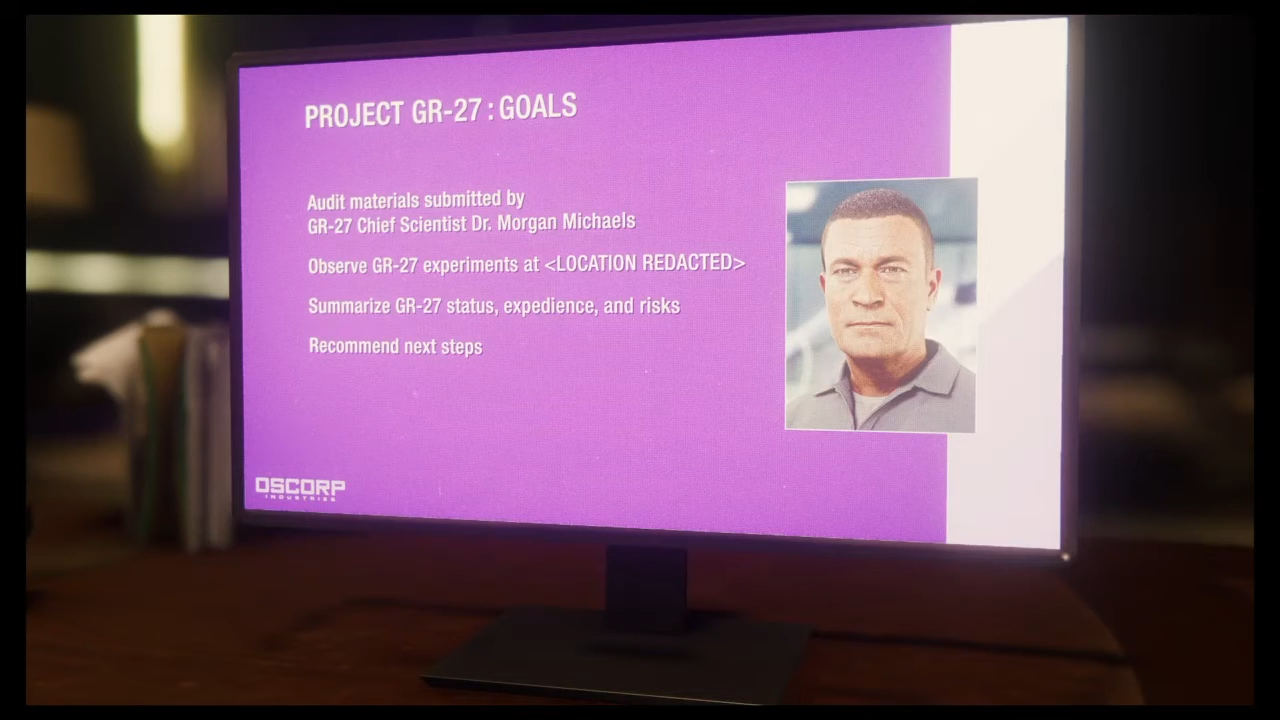 PROJECT GR-27 : GOALS
Audit materials submitted by
GR-27 Chief Scientist Dr. Morgan Michaels
Observe GR-27 experiments at <LOCATION REDACTED>
Summarize GR-27 status, expedience, and risks
Recommend next steps
OSCORP
INDUSTRIES